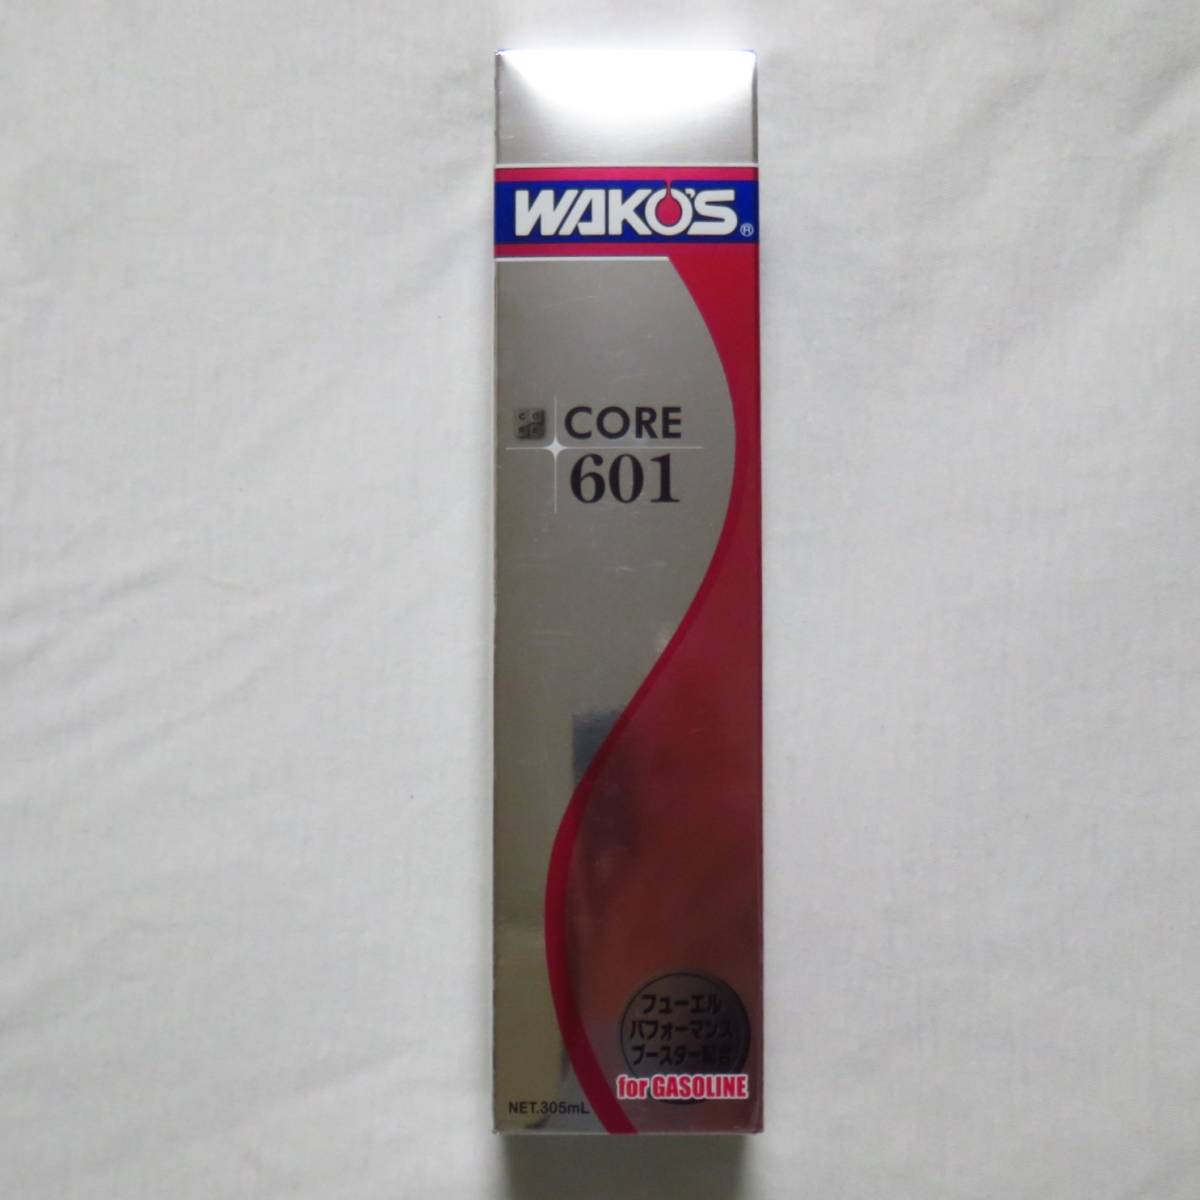 WAKO'S®
CORE
601
フューエル
パフォーマンス
ブースター配合
for GASOLINE
NET.305mL